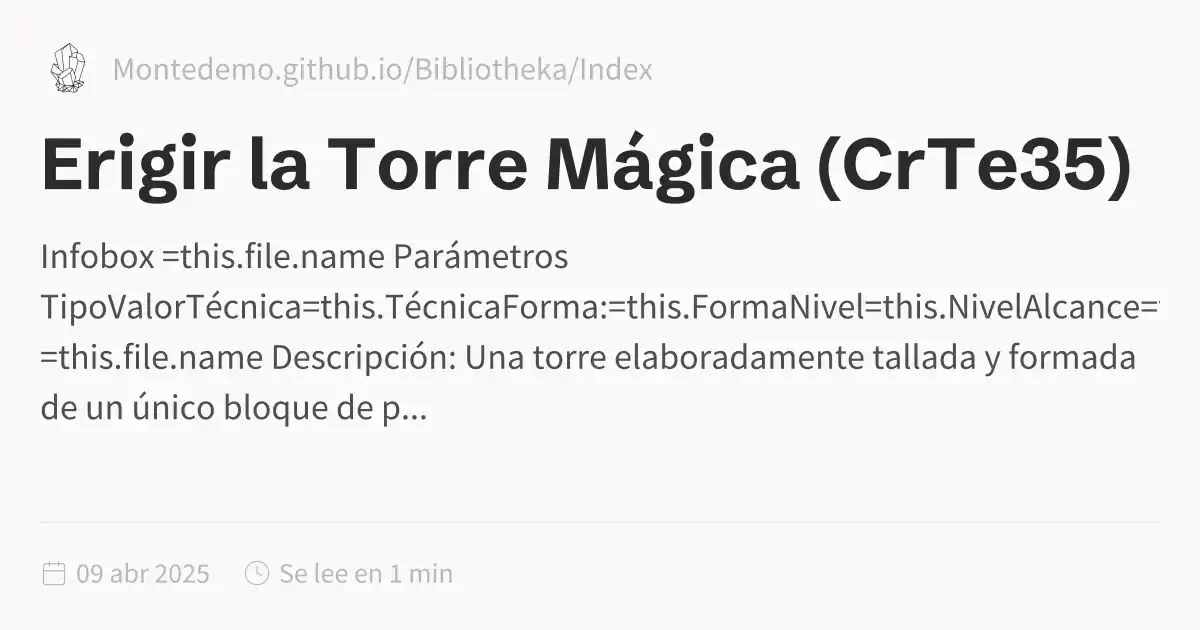 Montedemo.github.io/Bibliotheka/Index
Erigir la Torre Mágica (CrTe35)
Infobox =this.file.name Parámetros
TipoValorTécnica=this.TécnicaForma:=this.FormaNivel=this.NivelAlcance=
=this.file.name Descripción: Una torre elaboradamente tallada y formada
de un único bloque de p...
09 abr 2025 Se lee en 1 min